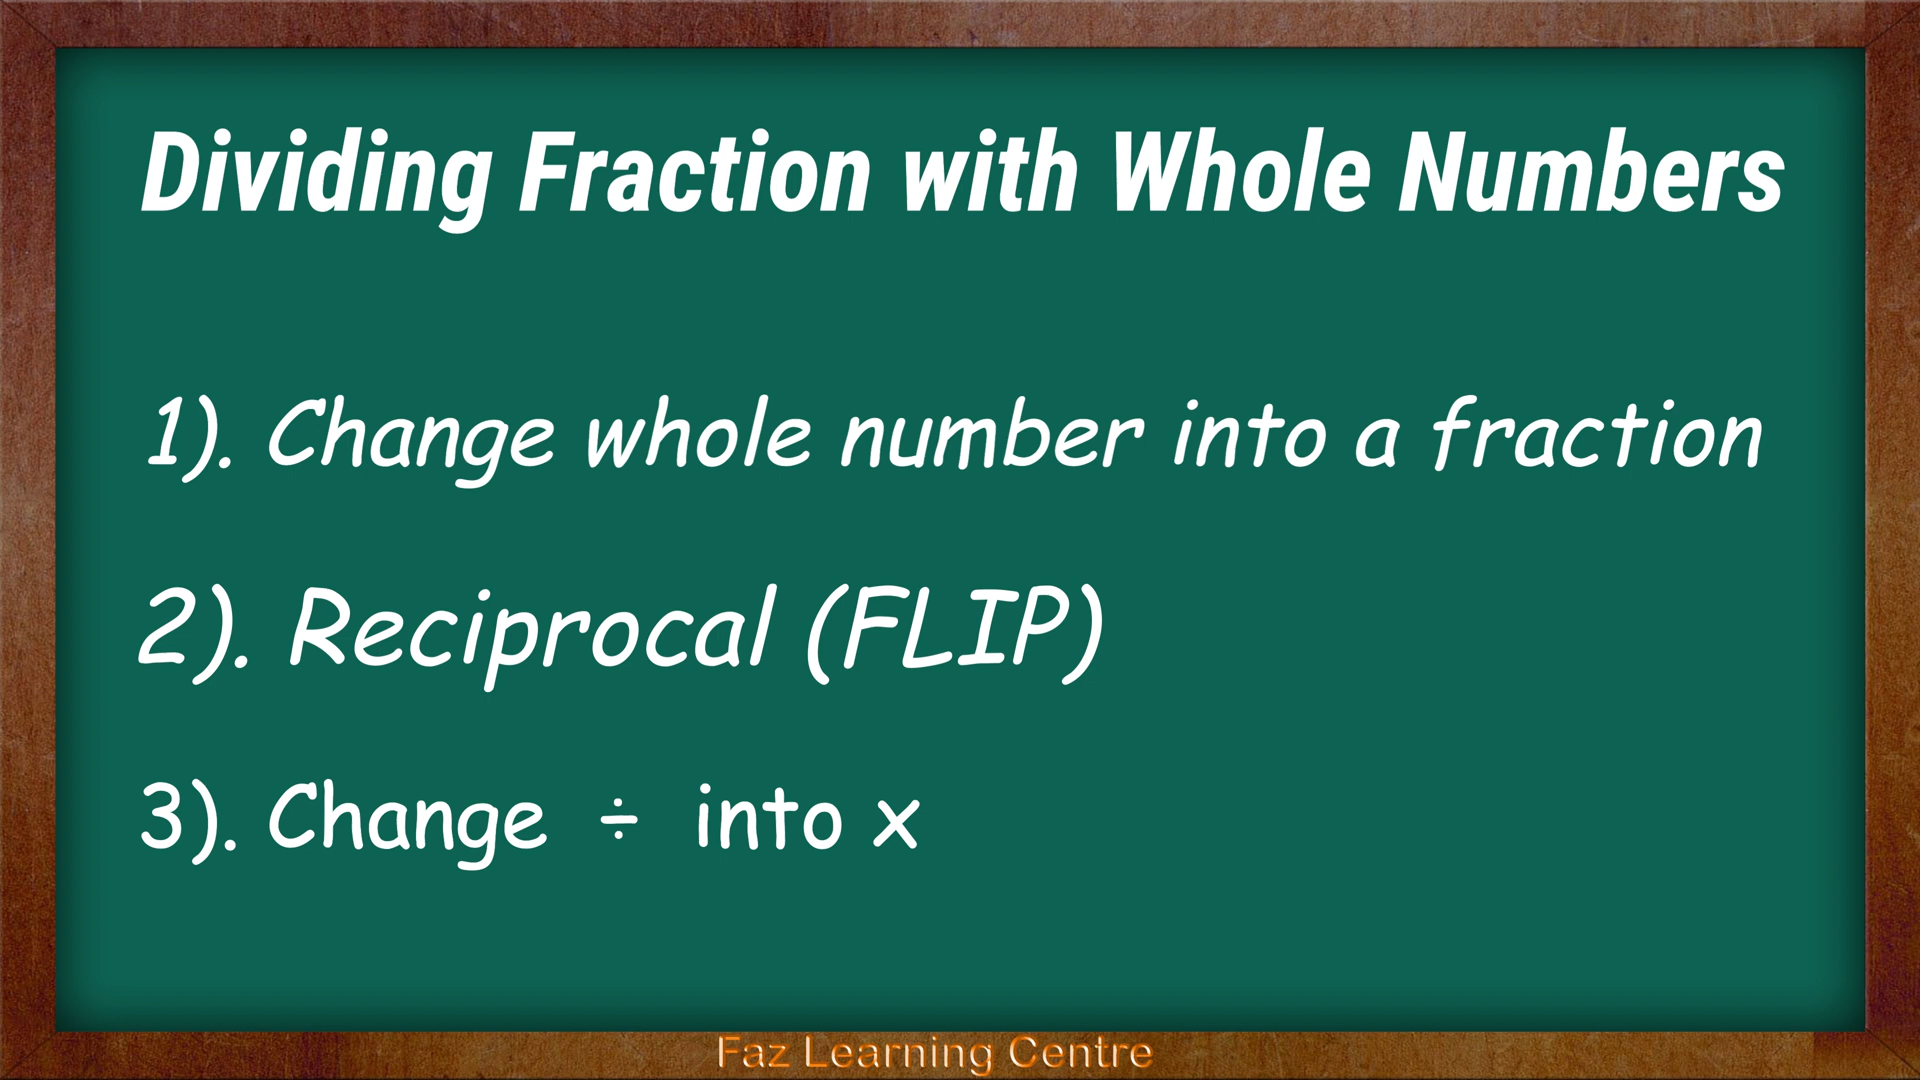 Dividing Fraction with Whole Numbers
1). Change whole number into a fraction
2). Reciprocal (FLIP)
3). Change ÷ into x
Faz Learning Centre